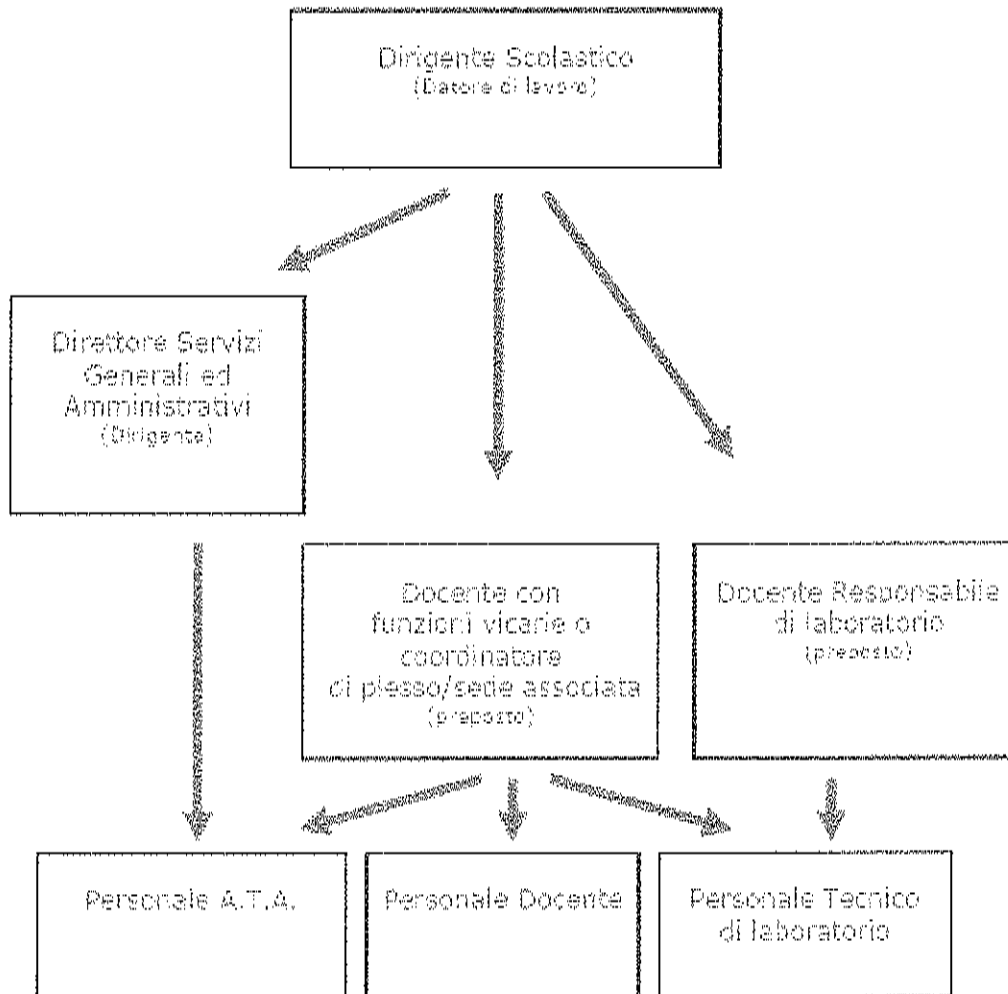 Dirigente Scolastico
(Datore di lavoro)
Direttore Servizi
Generali ed
Amministrativi
(Dirigente)
Docente con
funzioni vicarie o
coordinatore
di plesso/sede associata
(preposto)
Docente Responsabile
di laboratorio
(preposto)
Personale A.T.A.
Personale Docente
Personale Tecnico
di laboratorio